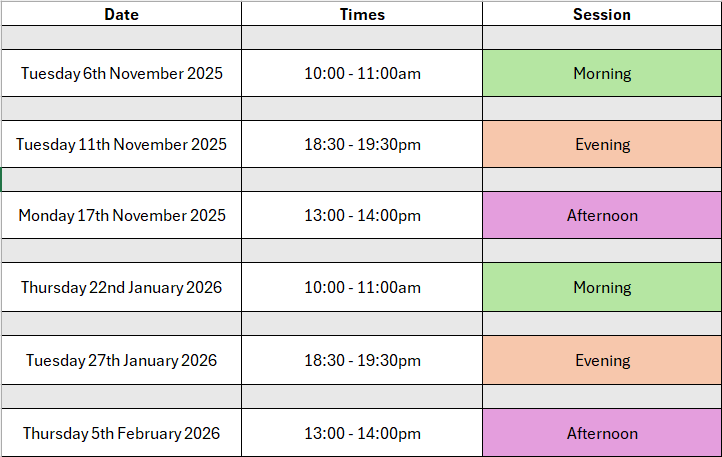 Date Times Session
Tuesday 6th November 2025 10:00 - 11:00am Morning
Tuesday 11th November 2025 18:30 - 19:30pm Evening
Monday 17th November 2025 13:00 - 14:00pm Afternoon
Thursday 22nd January 2026 10:00 - 11:00am Morning
Tuesday 27th January 2026 18:30 - 19:30pm Evening
Thursday 5th February 2026 13:00 - 14:00pm Afternoon